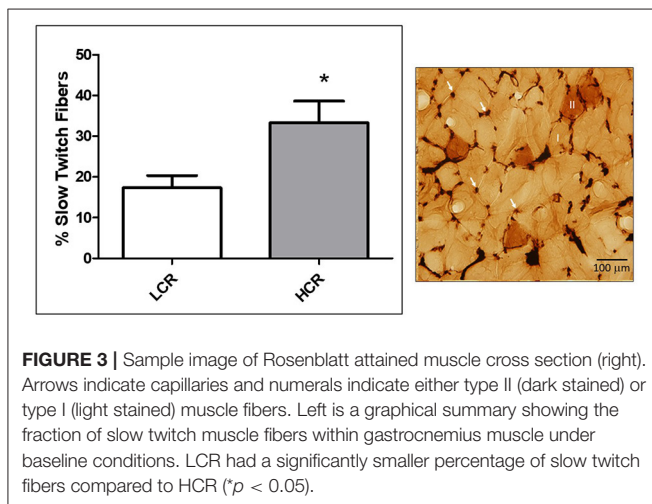 50
40
30
20
10
0
% Slow Twitch Fibers
*
LCR
HCR
II
I
100 µm
FIGURE 3 | Sample image of Rosenblatt attained muscle cross section (right).
Arrows indicate capillaries and numerals indicate either type II (dark stained) or
type I (light stained) muscle fibers. Left is a graphical summary showing the
fraction of slow twitch muscle fibers within gastrocnemius muscle under
baseline conditions. LCR had a significantly smaller percentage of slow twitch
fibers compared to HCR (*p < 0.05).